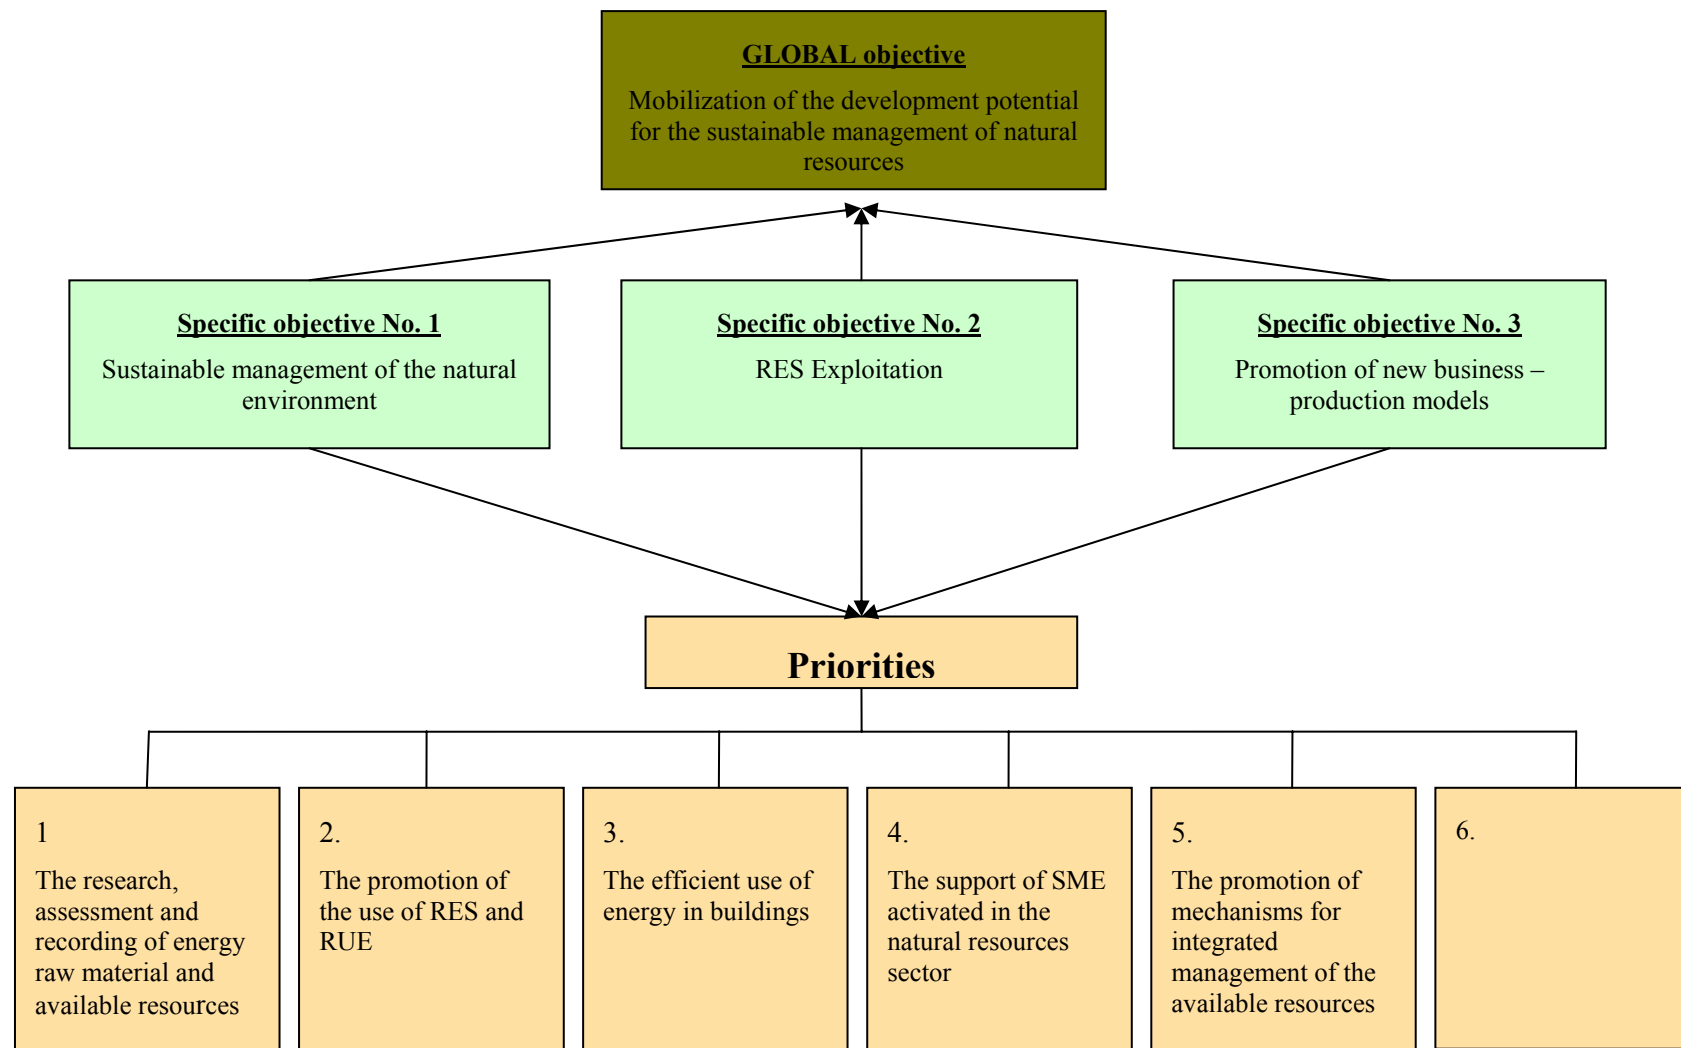 GLOBAL objective
Mobilization of the development potential
for the sustainable management of natural
resources
Specific objective No. 1
Sustainable management of the natural
environment
Specific objective No. 2
RES Exploitation
Specific objective No. 3
Promotion of new business –
production models
Priorities
1
The research,
assessment and
recording of energy
raw material and
available resources
2.
The promotion of
the use of RES and
RUE
3.
The efficient use of
energy in buildings
4.
The support of SME
activated in the
natural resources
sector
5.
The promotion of
mechanisms for
integrated
management of the
available resources
6.